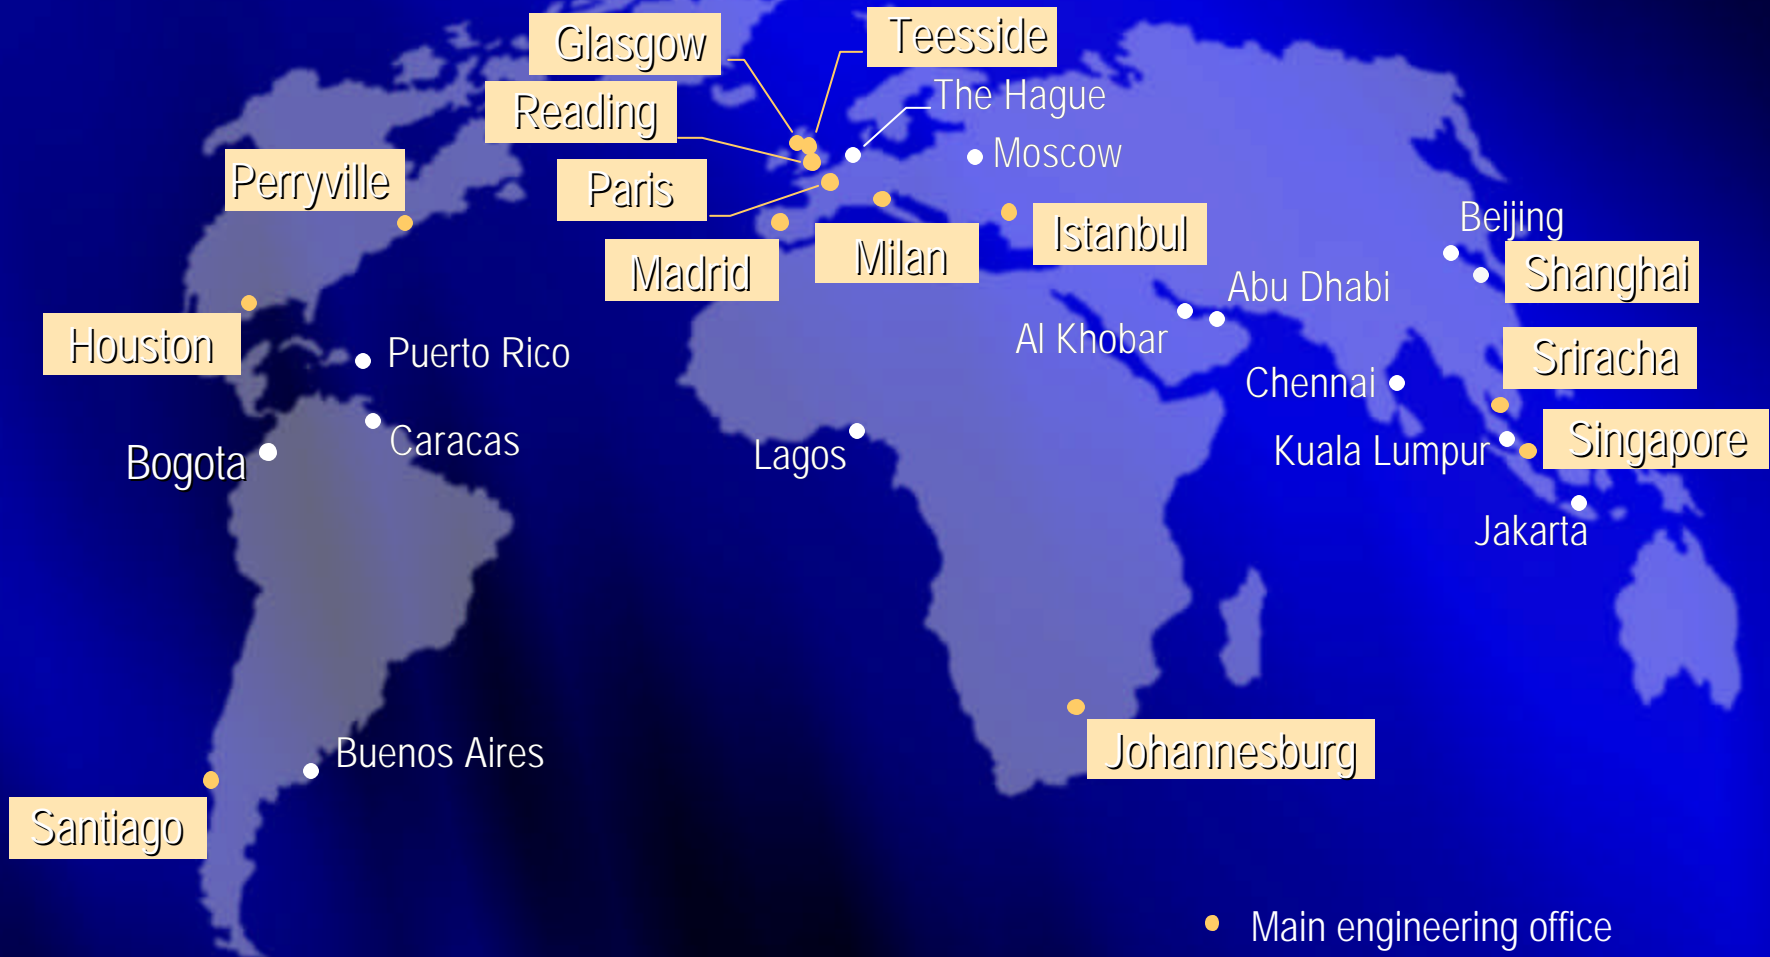 Glasgow
Teesside
Reading
The Hague
Perryville
Moscow
Paris
Madrid
Milan
Istanbul
Beijing
Shanghai
Abu Dhabi
Al Khobar
Houston
Puerto Rico
Sriracha
Chennai
Caracas
Bogota
Lagos
Kuala Lumpur
Singapore
Jakarta
Buenos Aires
Johannesburg
Santiago
Main engineering office